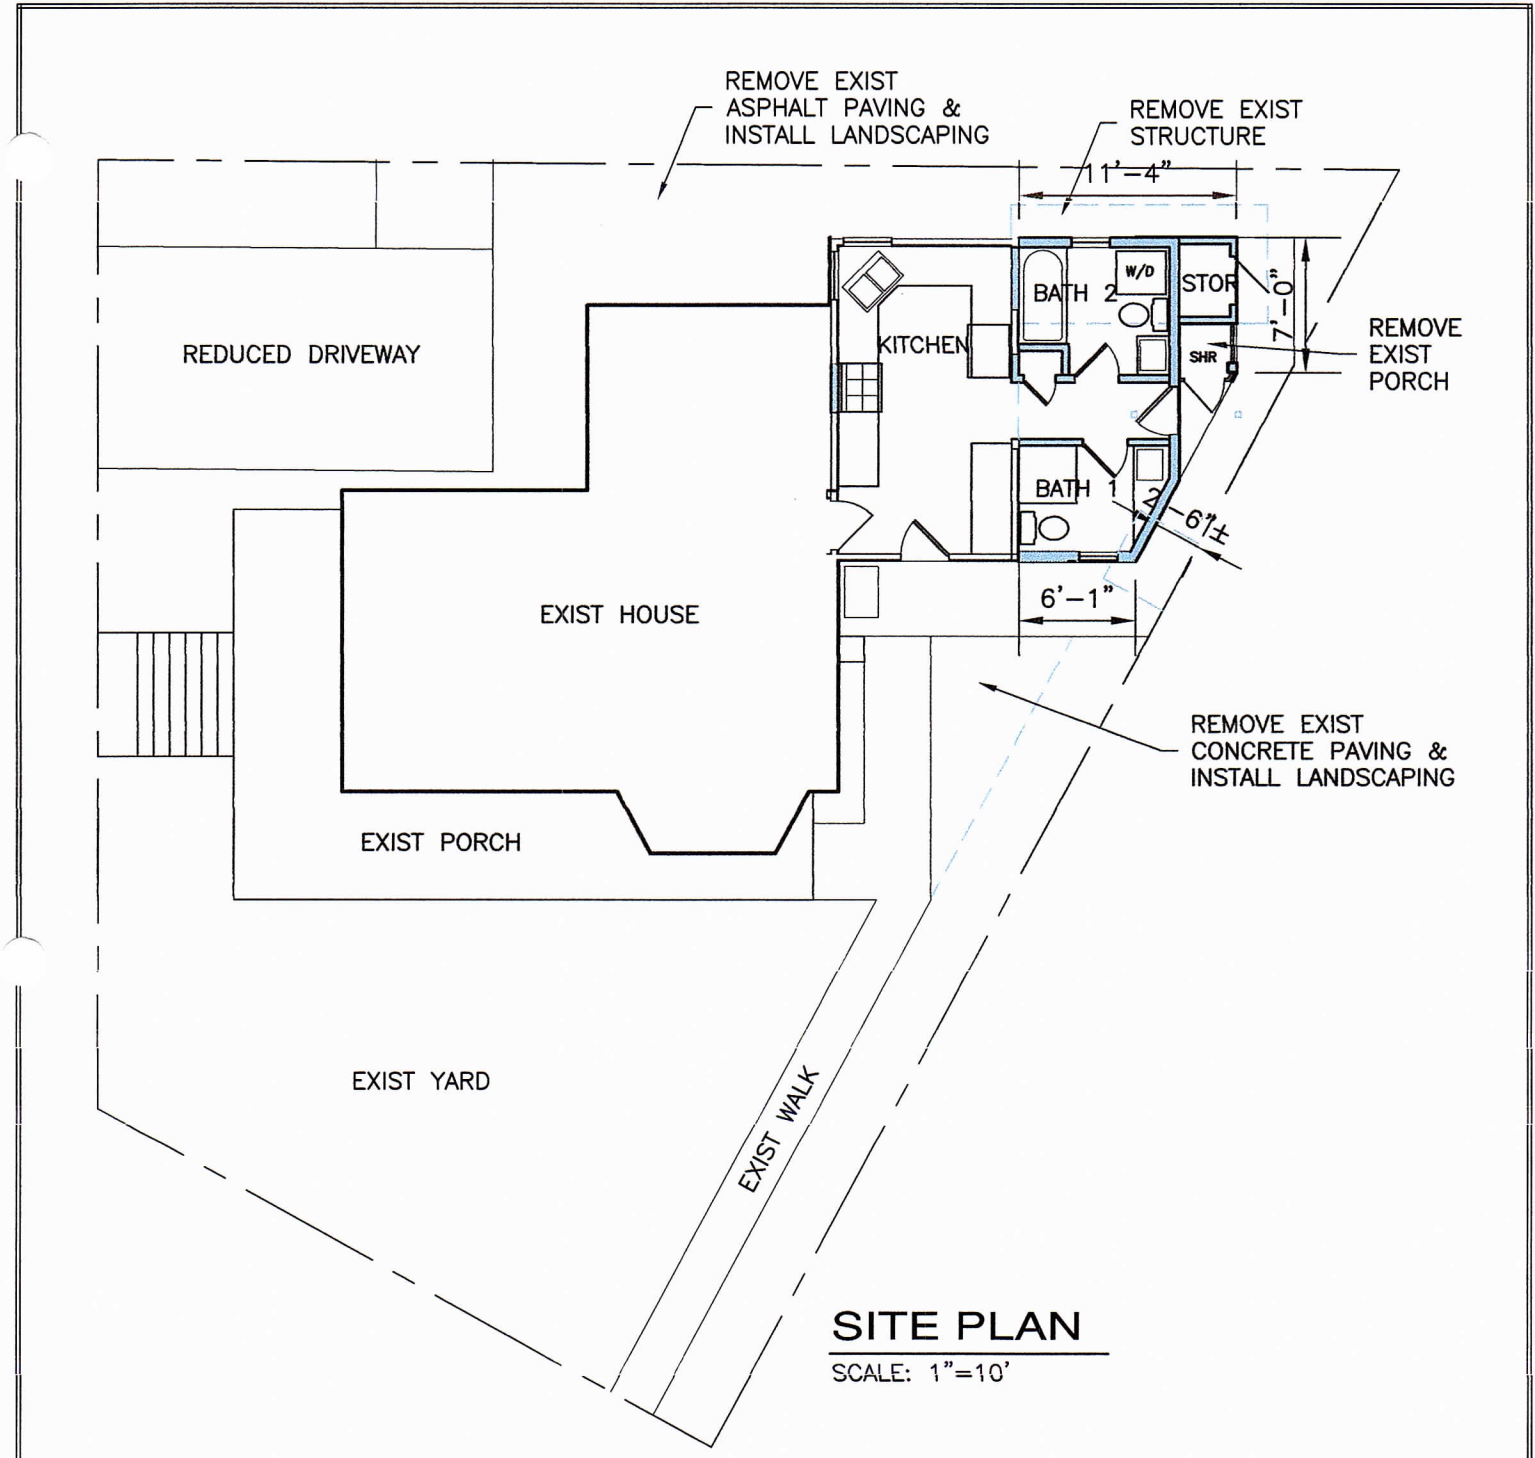 REMOVE EXIST
ASPHALT PAVING &
INSTALL LANDSCAPING
REMOVE EXIST
STRUCTURE
11'-4"
W/D
BATH 2
STOR
7'-0"
REMOVE
EXIST
PORCH
SHR
KITCHEN
REDUCED DRIVEWAY
BATH 1
2'-6"±
6'-1"
EXIST HOUSE
REMOVE EXIST
CONCRETE PAVING &
INSTALL LANDSCAPING
EXIST PORCH
EXIST YARD
EXIST WALK
SITE PLAN
SCALE: 1"=10'